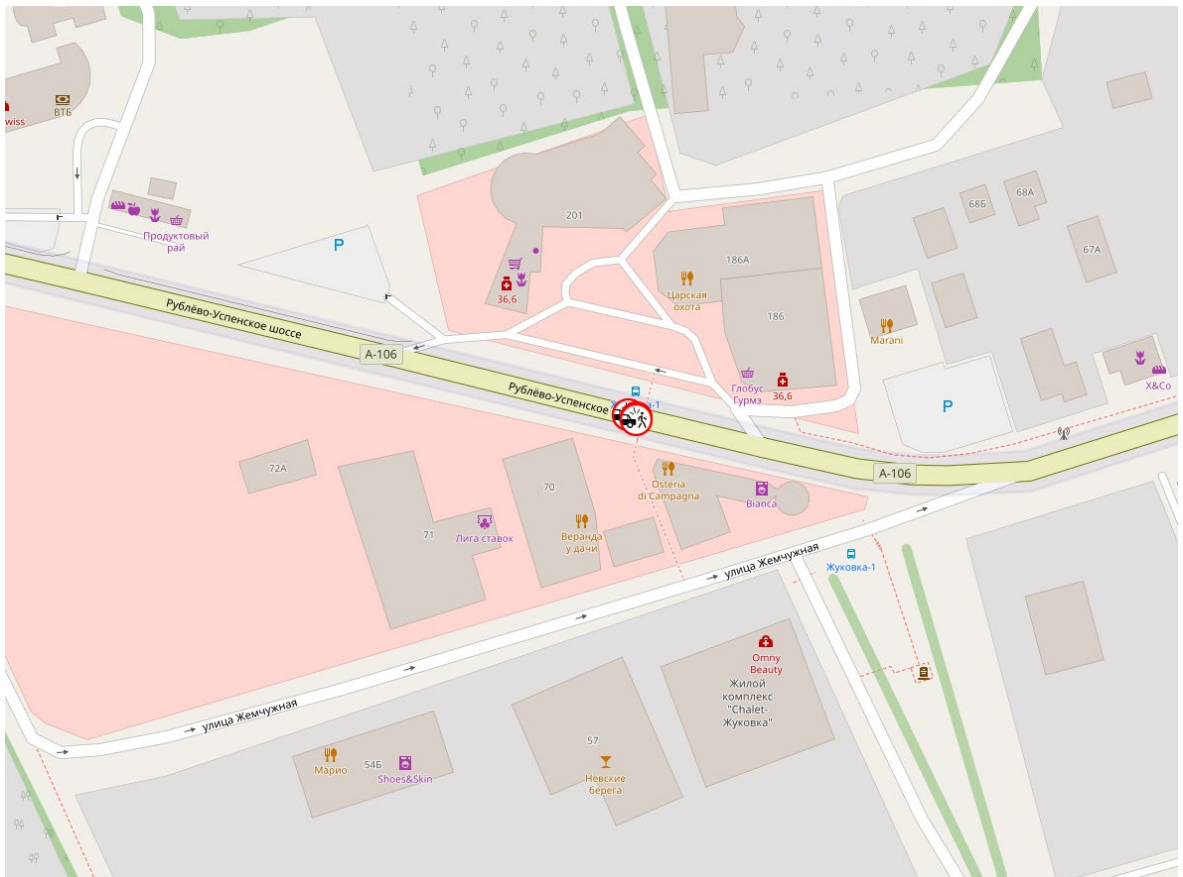 ВТБ
wiss
Продуктовый
рай
P
201
36,6
186А
Царская
охота
186
Глобус
Гурмэ
36,6
68Б
68А
67А
Marani
P
X&Co
Рублёво-Успенское шоссе
А-106
Рублёво-Успенское
А-106
72А
71
Лига ставок
70
Веранда
у дачи
Osteria
di Campagna
Bianca
улица Жемчужная
Жуковка-1
Omny
Beauty
Жилой
комплекс
"Chalet-
Жуковка"
улица Жемчужная
Марио
54Б
Shoes&Skin
57
Невские
берега